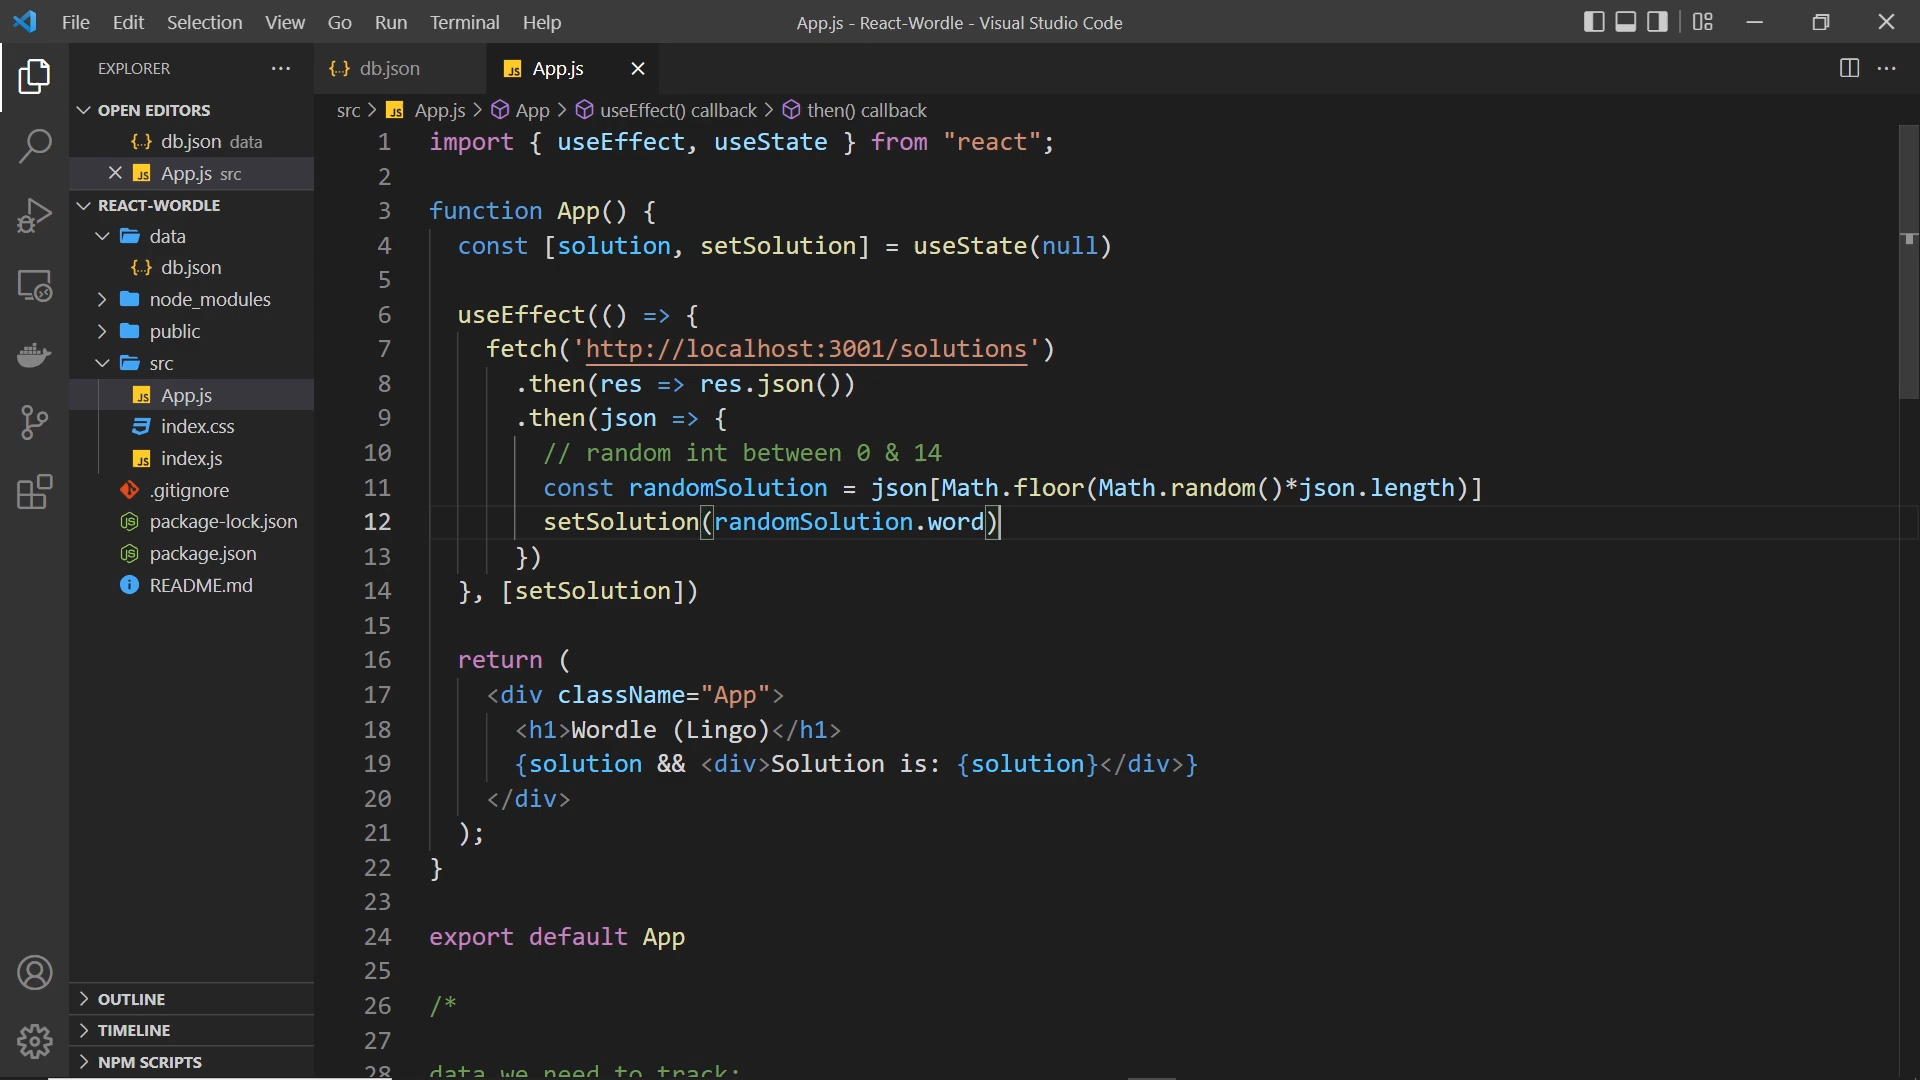 File Edit Selection View Go Run Terminal Help
App.js - React-Wordle - Visual Studio Code
EXPLORER
OPEN EDITORS
{..} db.json data
JS App.js src
REACT-WORDLE
data
{..} db.json
node_modules
public
src
JS App.js
index.css
JS index.js
.gitignore
package-lock.json
package.json
README.md
OUTLINE
TIMELINE
NPM SCRIPTS
{..} db.json
JS App.js
src > JS App.js > App > useEffect() callback > then() callback
1 import { useEffect, useState } from "react";
2
3 function App() {
4 const [solution, setSolution] = useState(null)
5
6 useEffect(() => {
7 fetch('http://localhost:3001/solutions')
8 .then(res => res.json())
9 .then(json => {
10 // random int between 0 & 14
11 const randomSolution = json[Math.floor(Math.random()*json.length)]
12 setSolution(randomSolution.word)
13 })
14 }, [setSolution])
15
16 return (
17 <div className="App">
18 <h1>Wordle (Lingo)</h1>
19 {solution && <div>Solution is: {solution}</div>}
20 </div>
21 );
22 }
23
24 export default App
25
26 /*
27
28 data we need to track: